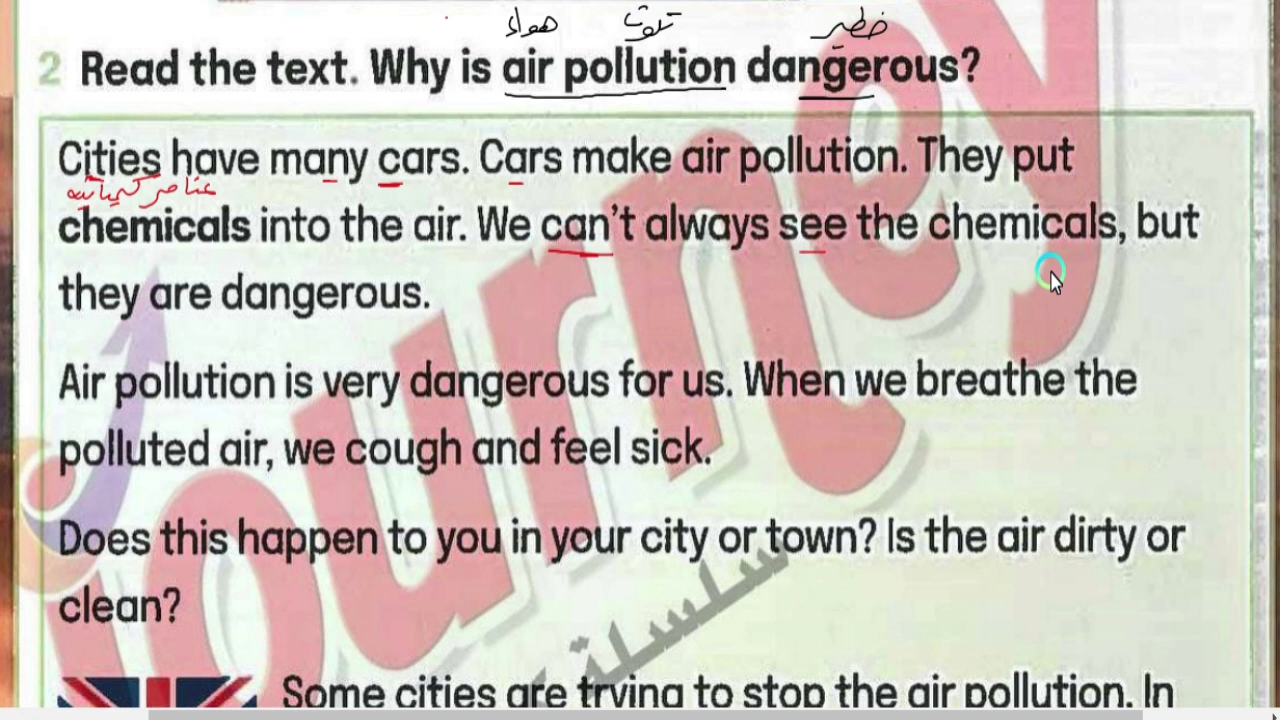 هواء تلوث خطير
2 Read the text. Why is air pollution dangerous?
Cities have many cars. Cars make air pollution. They put
عناصر كيميائية
chemicals into the air. We can't always see the chemicals, but
they are dangerous.
Air pollution is very dangerous for us. When we breathe the
polluted air, we cough and feel sick.
Does this happen to you in your city or town? Is the air dirty or
clean?
Some cities are trying to stop the air pollution. In
Journey
سلسلة